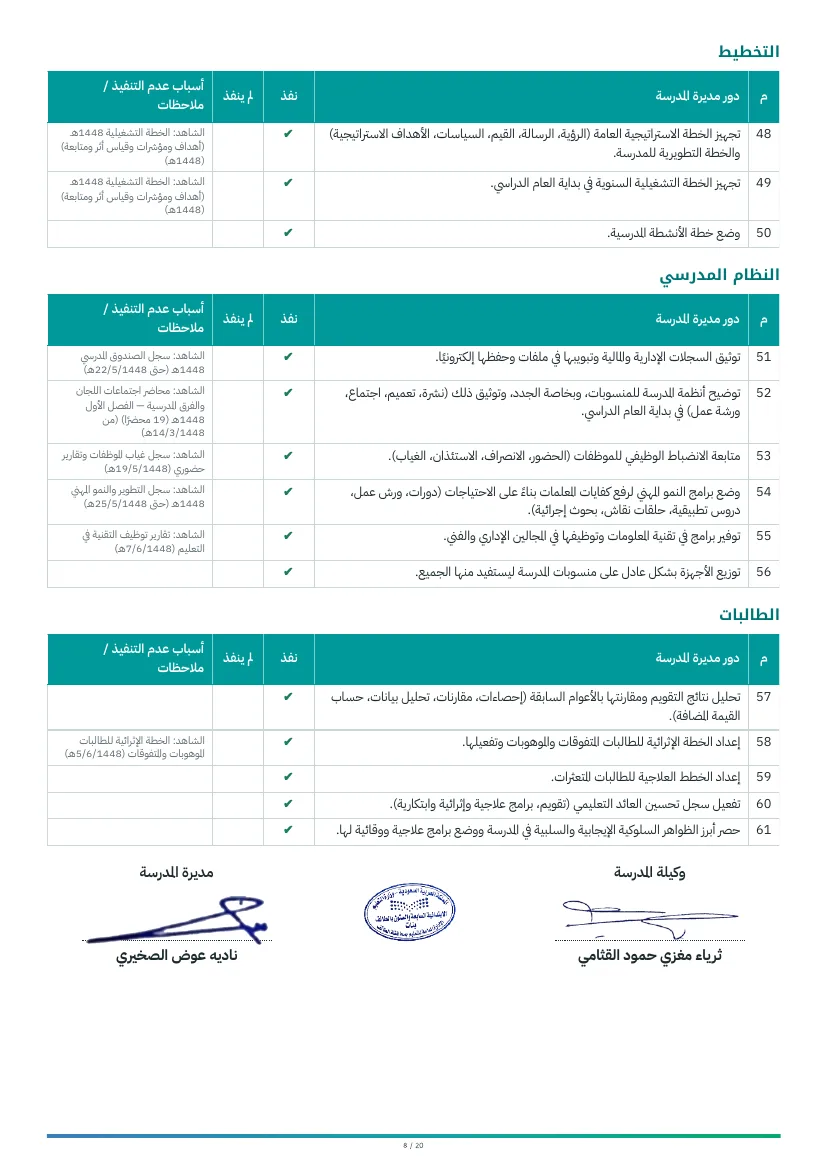 التخطيط
م دور مديرة المدرسة نفذ لم ينفذ أسباب عدم التنفيذ /
ملاحظات
48 تجهيز الخطة الاستراتيجية العامة (الرؤية، الرسالة، القيم، السياسات، الأهداف الاستراتيجية) ✔ الشاهد: الخطة التشغيلية 1448هـ
والخطة التطويرية للمدرسة. (أهداف ومؤشرات وقياس أثر ومتابعة
1448هـ)
49 تجهيز الخطة التشغيلية السنوية في بداية العام الدراسي. ✔ الشاهد: الخطة التشغيلية 1448هـ
(أهداف ومؤشرات وقياس أثر ومتابعة
1448هـ)
50 وضع خطة الأنشطة المدرسية. ✔
النظام المدرسي
م دور مديرة المدرسة نفذ لم ينفذ أسباب عدم التنفيذ /
ملاحظات
51 توثيق السجلات الإدارية والمالية وتبويبها في ملفات وحفظها إلكترونيًا. ✔ الشاهد: سجل الصندوق المدرسي
1448هـ (حتى 22/5/1448هـ)
52 توضيح أنظمة المدرسة للمنسوبات، وبخاصة الجدد، وتوثيق ذلك (نشرة، تعميم، اجتماع، ✔ الشاهد: محاضر اجتماعات اللجان
ورشة عمل) في بداية العام الدراسي. والفرق المدرسية — الفصل الأول
1448هـ (19 محضرًا) (من
14/3/1448هـ)
53 متابعة الانضباط الوظيفي للموظفات (الحضور، الانصراف، الاستئذان، الغياب). ✔ الشاهد: سجل غياب الموظفات وتقارير
حضوري (19/5/1448هـ)
54 وضع برامج النمو المهني لرفع كفايات المعلمات بناءً على الاحتياجات (دورات، ورش عمل، ✔ الشاهد: سجل التطوير والنمو المهني
دروس تطبيقية، حلقات نقاش، بحوث إجرائية). 1448هـ (حتى 25/5/1448هـ)
55 توفير برامج في تقنية المعلومات وتوظيفها في المجالين الإداري والفني. ✔ الشاهد: تقارير توظيف التقنية في
التعليم (7/6/1448هـ)
56 توزيع الأجهزة بشكل عادل على منسوبات المدرسة ليستفيد منها الجميع. ✔
الطالبات
م دور مديرة المدرسة نفذ لم ينفذ أسباب عدم التنفيذ /
ملاحظات
57 تحليل نتائج التقويم ومقارنتها بالأعوام السابقة (إحصاءات، مقارنات، تحليل بيانات، حساب ✔
القيمة المضافة).
58 إعداد الخطة الإثرائية للطالبات المتفوقات والموهوبات وتفعيلها. ✔ الشاهد: الخطة الإثرائية للطالبات
الموهوبات والمتفوقات (5/6/1448هـ)
59 إعداد الخطط العلاجية للطالبات المتعثرات. ✔
60 تفعيل سجل تحسين العائد التعليمي (تقويم، برامج علاجية وإثرائية وابتكارية). ✔
61 حصر أبرز الظواهر السلوكية الإيجابية والسلبية في المدرسة ووضع برامج علاجية ووقائية لها. ✔
وكيلة المدرسة مديرة المدرسة
المملكة العربية السعودية - وزارة التعليم
الابتدائية السابعة والستون بالطائف
بنات
ثرياء مغزي حمود القثامي ناديه عوض الصخيري
8 / 20